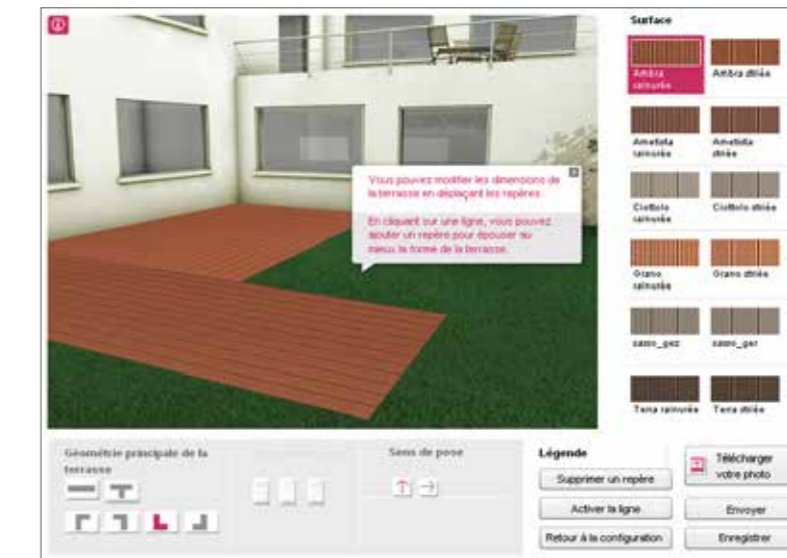 Surface
Ambra
rainurée
Ambra striée
Ametista
rainurée
Ametista
striée
Ciottolo
rainurée
Ciottolo striée
Grano
rainurée
Grano striée
sasso_gez
sasso_ger
Terra rainurée
Terra striée
Vous pouvez modifier les dimensions de
la terrasse en déplaçant les repères.
En cliquant sur une ligne, vous pouvez
ajouter un repère pour épouser au
mieux la forme de la terrasse.
Géométrie principale de la
terrasse
Sens de pose
Légende
Supprimer un repère
Activer la ligne
Retour à la configuration
Télécharger
votre photo
Envoyer
Enregistrer